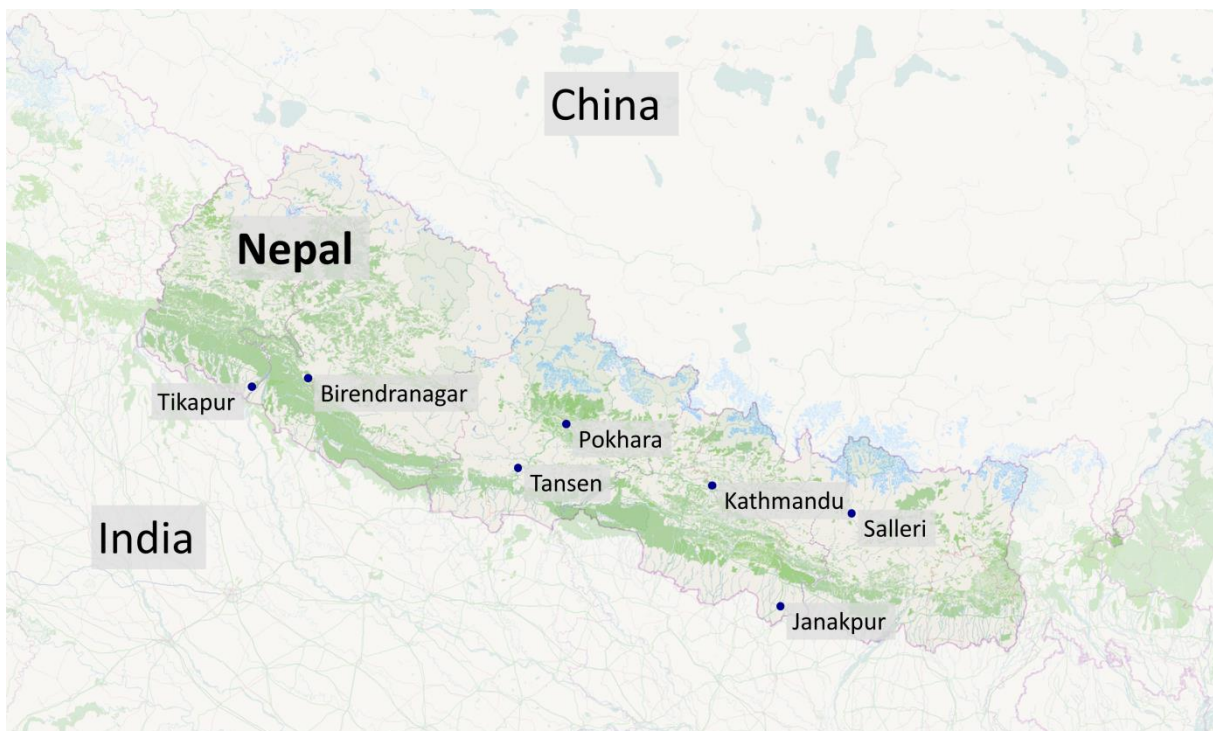 China
Nepal
Birendranagar
Tikapur
Pokhara
Tansen
Kathmandu
Salleri
India
Janakpur